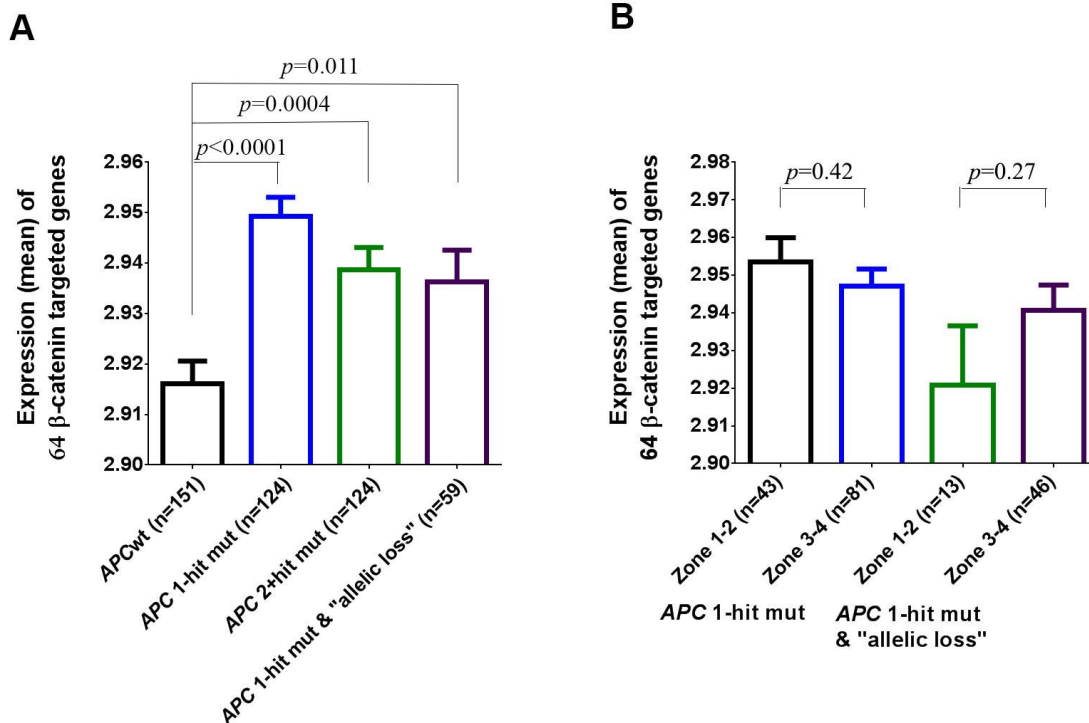 A
p=0.011
p=0.0004
p<0.0001
Expression (mean) of
64 β-catenin targeted genes
2.96
2.95
2.94
2.93
2.92
2.91
2.90
APCwt (n=151)
APC 1-hit mut (n=124)
APC 2+hit mut (n=124)
APC 1-hit mut & "allelic loss" (n=59)
B
p=0.42
p=0.27
Expression (mean) of
64 β-catenin targeted genes
2.98
2.97
2.96
2.95
2.94
2.93
2.92
2.91
2.90
Zone 1-2 (n=43)
Zone 3-4 (n=81)
Zone 1-2 (n=13)
Zone 3-4 (n=46)
APC 1-hit mut
APC 1-hit mut
& "allelic loss"